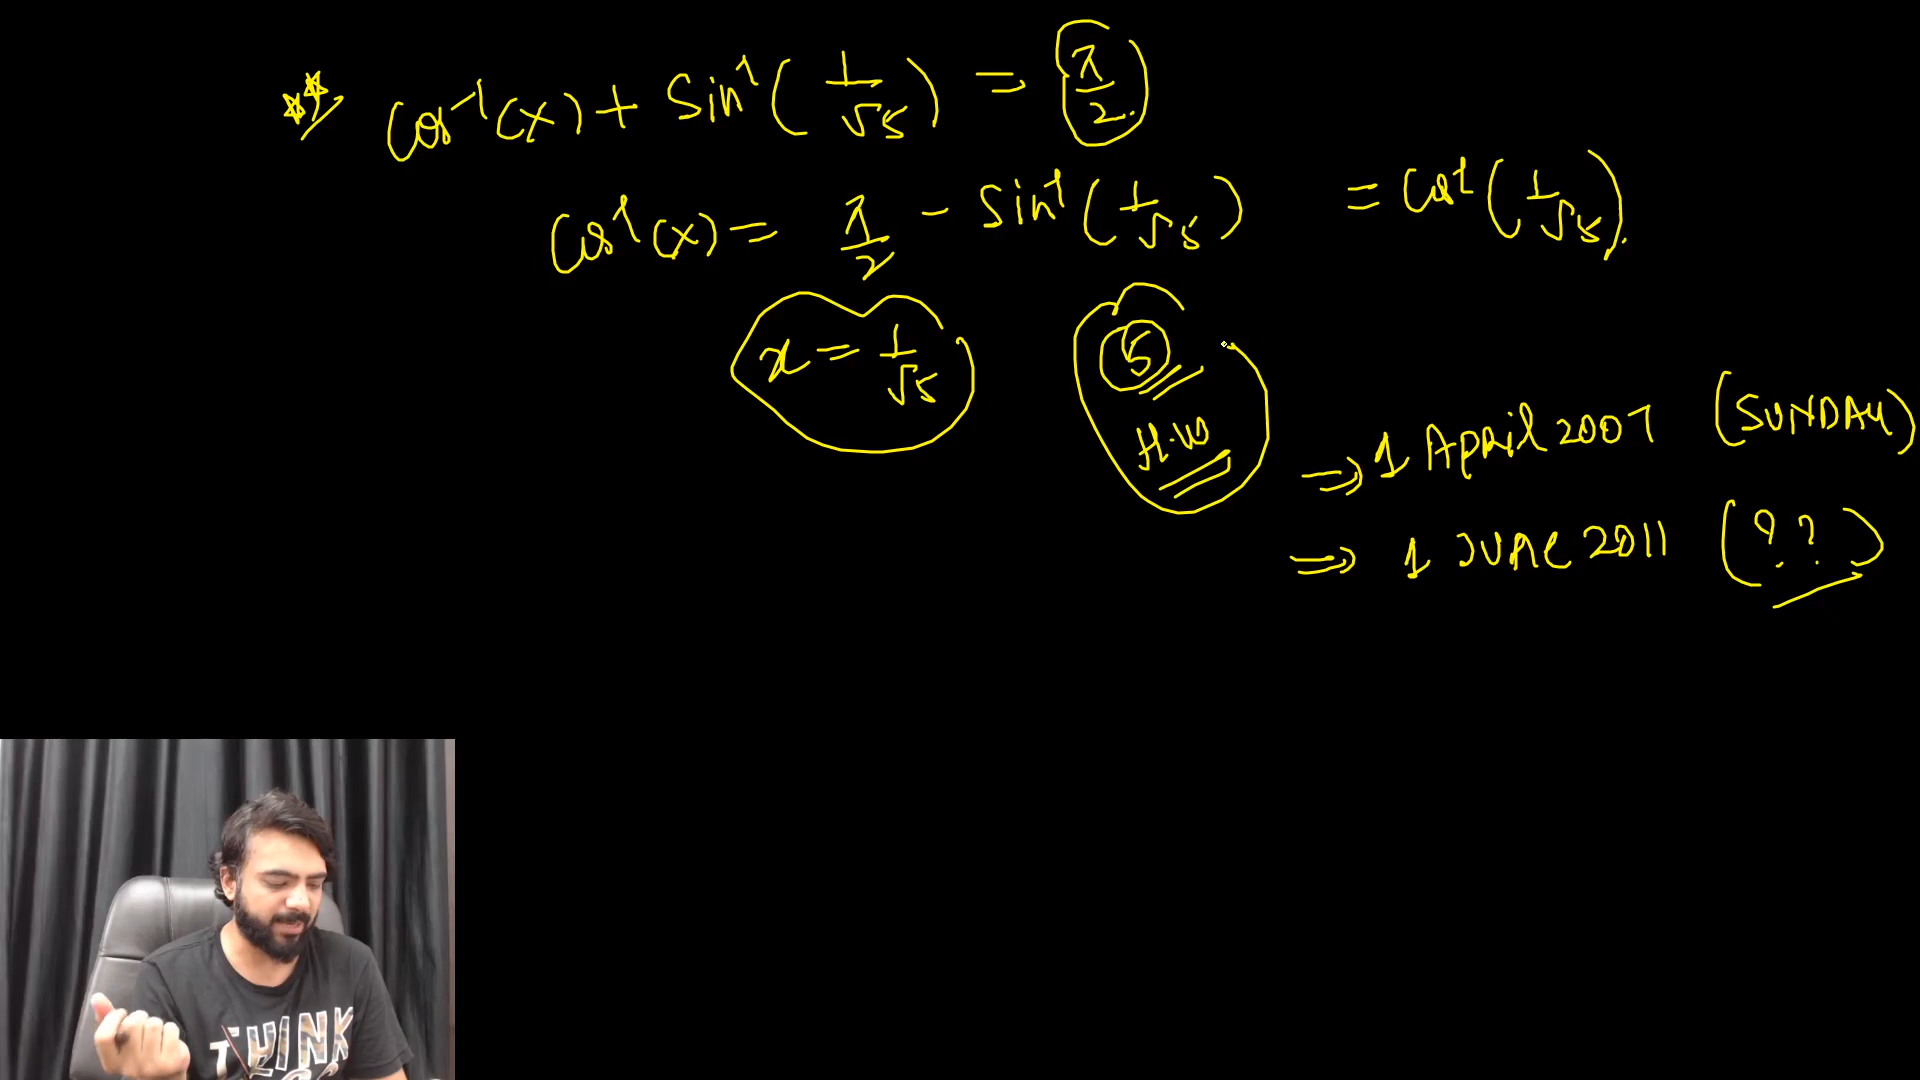 Cos⁻¹(x) + Sin⁻¹(1/√5) = π/2.
Cos⁻¹(x) = π/2 - Sin⁻¹(1/√5) = Cos⁻¹(1/√5).
x = 1/√5
5
H.W
⇒ 1 April 2007 (SUNDAY)
⇒ 1 JUNE 2011 (??)
THINK